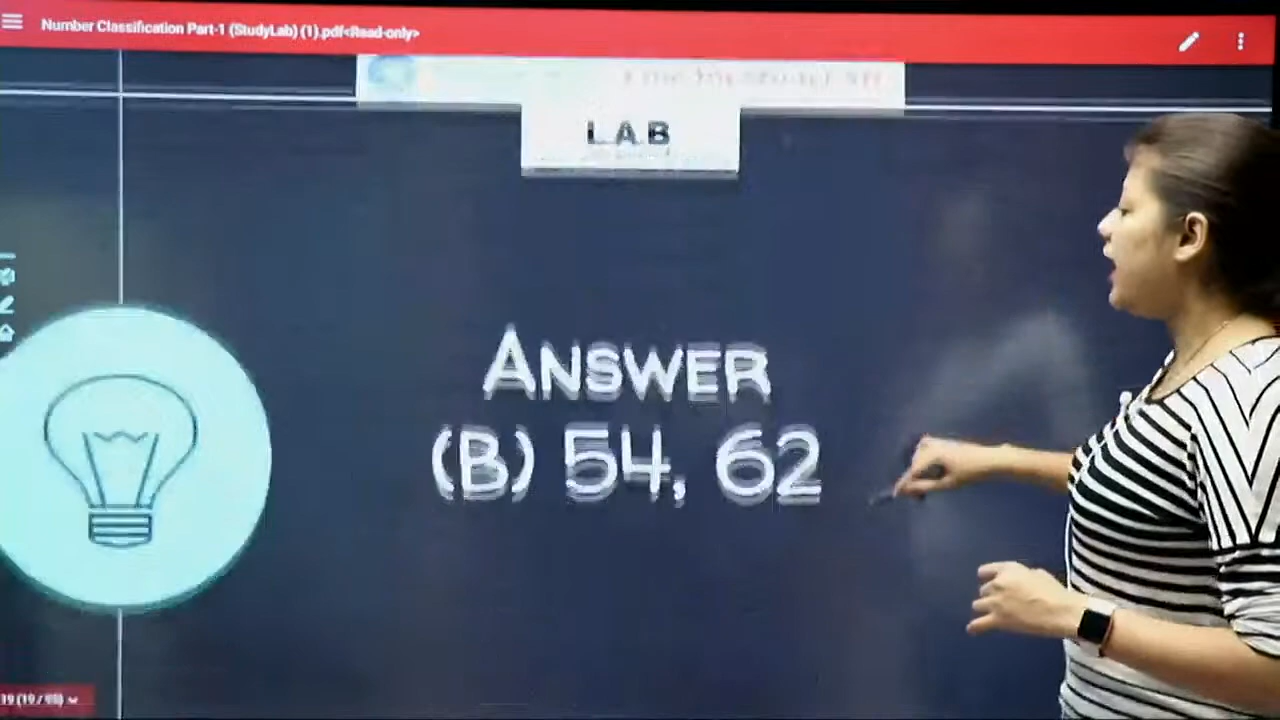 Number Classification Part-1 (StudyLab) (1).pdf<Read-only>
LAB
ANSWER
(B) 54, 62